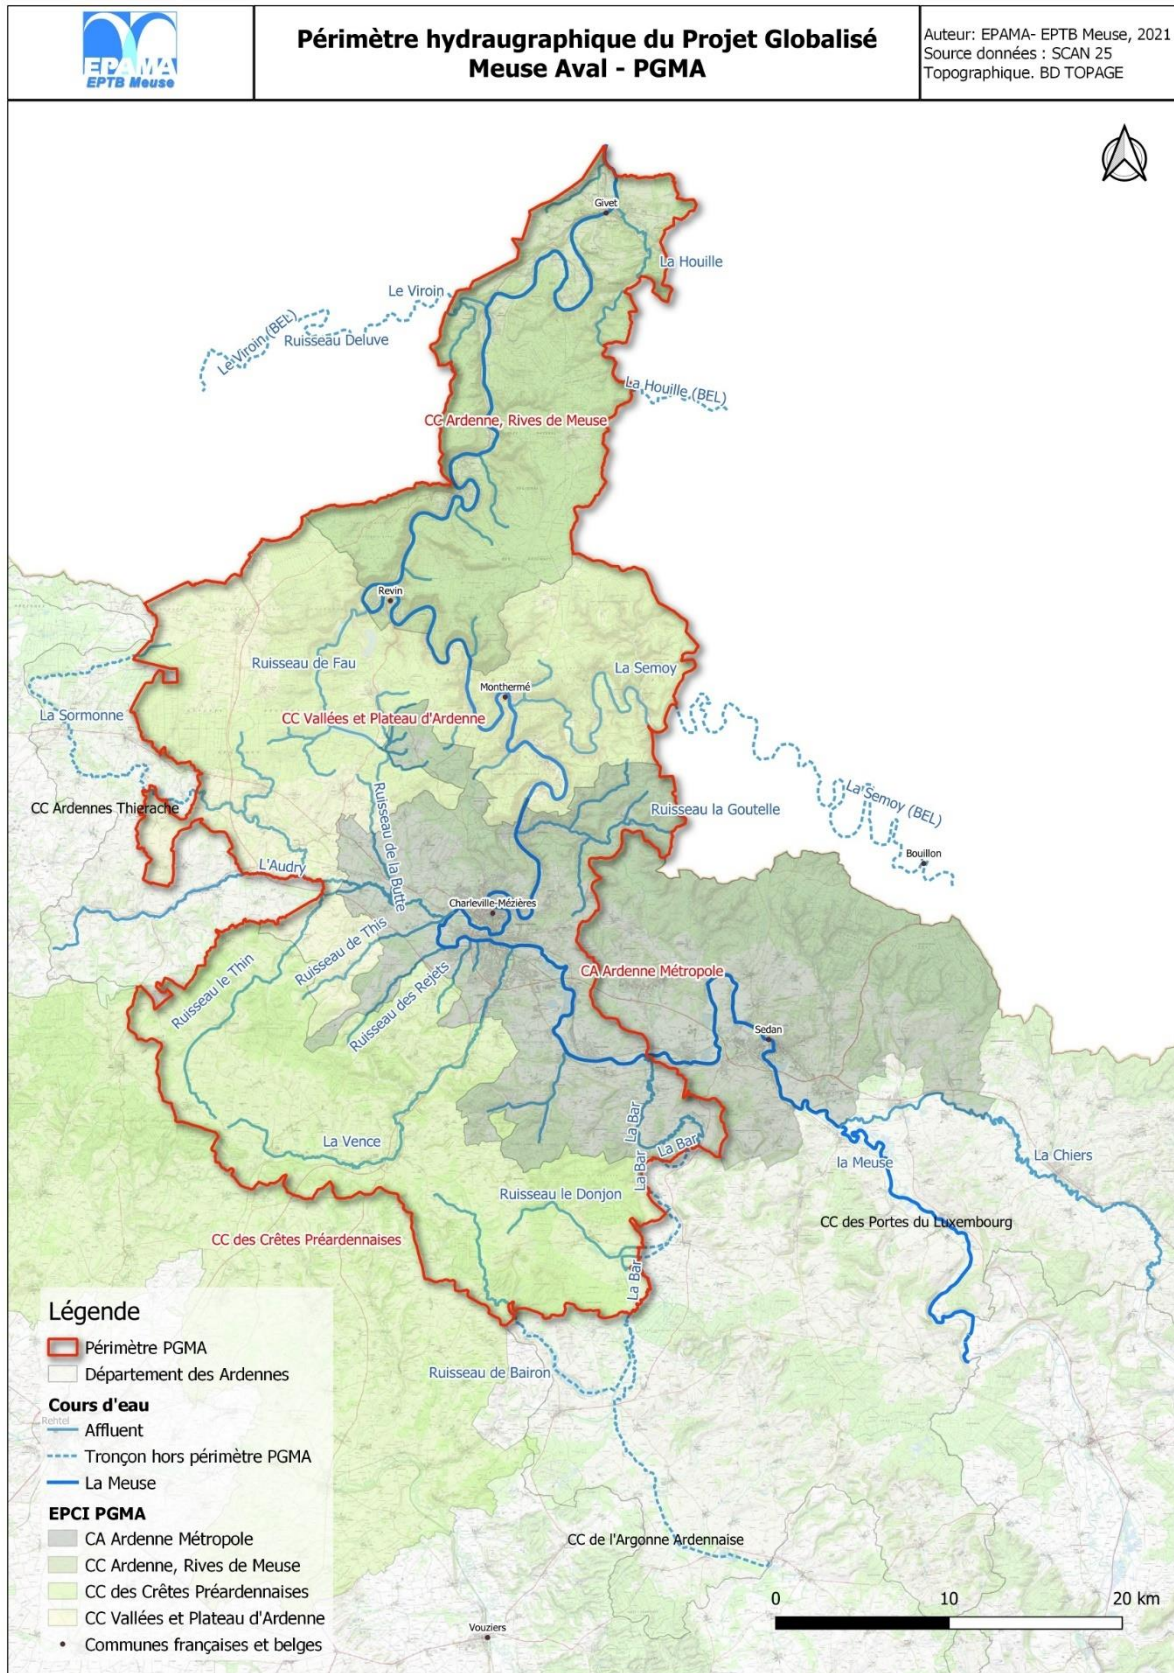 EPAMA
EPTB Meuse
Périmètre hydraugraphique du Projet Globalisé
Meuse Aval - PGMA
Auteur: EPAMA- EPTB Meuse, 2021
Source données : SCAN 25
Topographique. BD TOPAGE
Givet
La Houille
Le Viroin
Le Viroin (BEL)
Ruisseau Deluve
La Houille (BEL)
CC Ardenne, Rives de Meuse
Revin
Ruisseau de Fau
La Semoy
Monthermé
La Sormonne
CC Vallées et Plateau d'Ardenne
CC Ardennes Thierache
Ruisseau de la Butte
Ruisseau la Goutelle
La Semoy (BEL)
Bouillon
L'Audry
Charleville-Mézières
Ruisseau de This
Ruisseau le Thin
Ruisseau des Rejets
CA Ardenne Métropole
Sedan
La Bar
La Bar
La Bar
La Vence
la Meuse
La Chiers
Ruisseau le Donjon
CC des Portes du Luxembourg
CC des Crêtes Préardennaises
La Bar
Ruisseau de Bairon
CC de l'Argonne Ardennaise
Vouziers
Légende
Périmètre PGMA
Département des Ardennes
Cours d'eau
Rehtel
Affluent
Tronçon hors périmètre PGMA
La Meuse
EPCI PGMA
CA Ardenne Métropole
CC Ardenne, Rives de Meuse
CC des Crêtes Préardennaises
CC Vallées et Plateau d'Ardenne
Communes françaises et belges
0 10 20 km